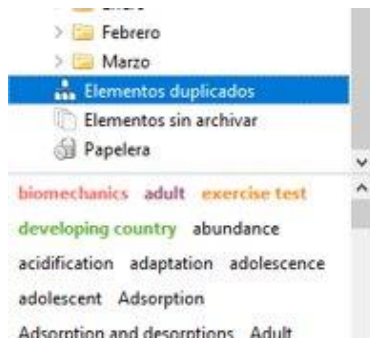 Febrero
Marzo
Elementos duplicados
Elementos sin archivar
Papelera
biomechanics adult exercise test
developing country abundance
acidification adaptation adolescence
adolescent Adsorption
Adsorption and desorptions Adult